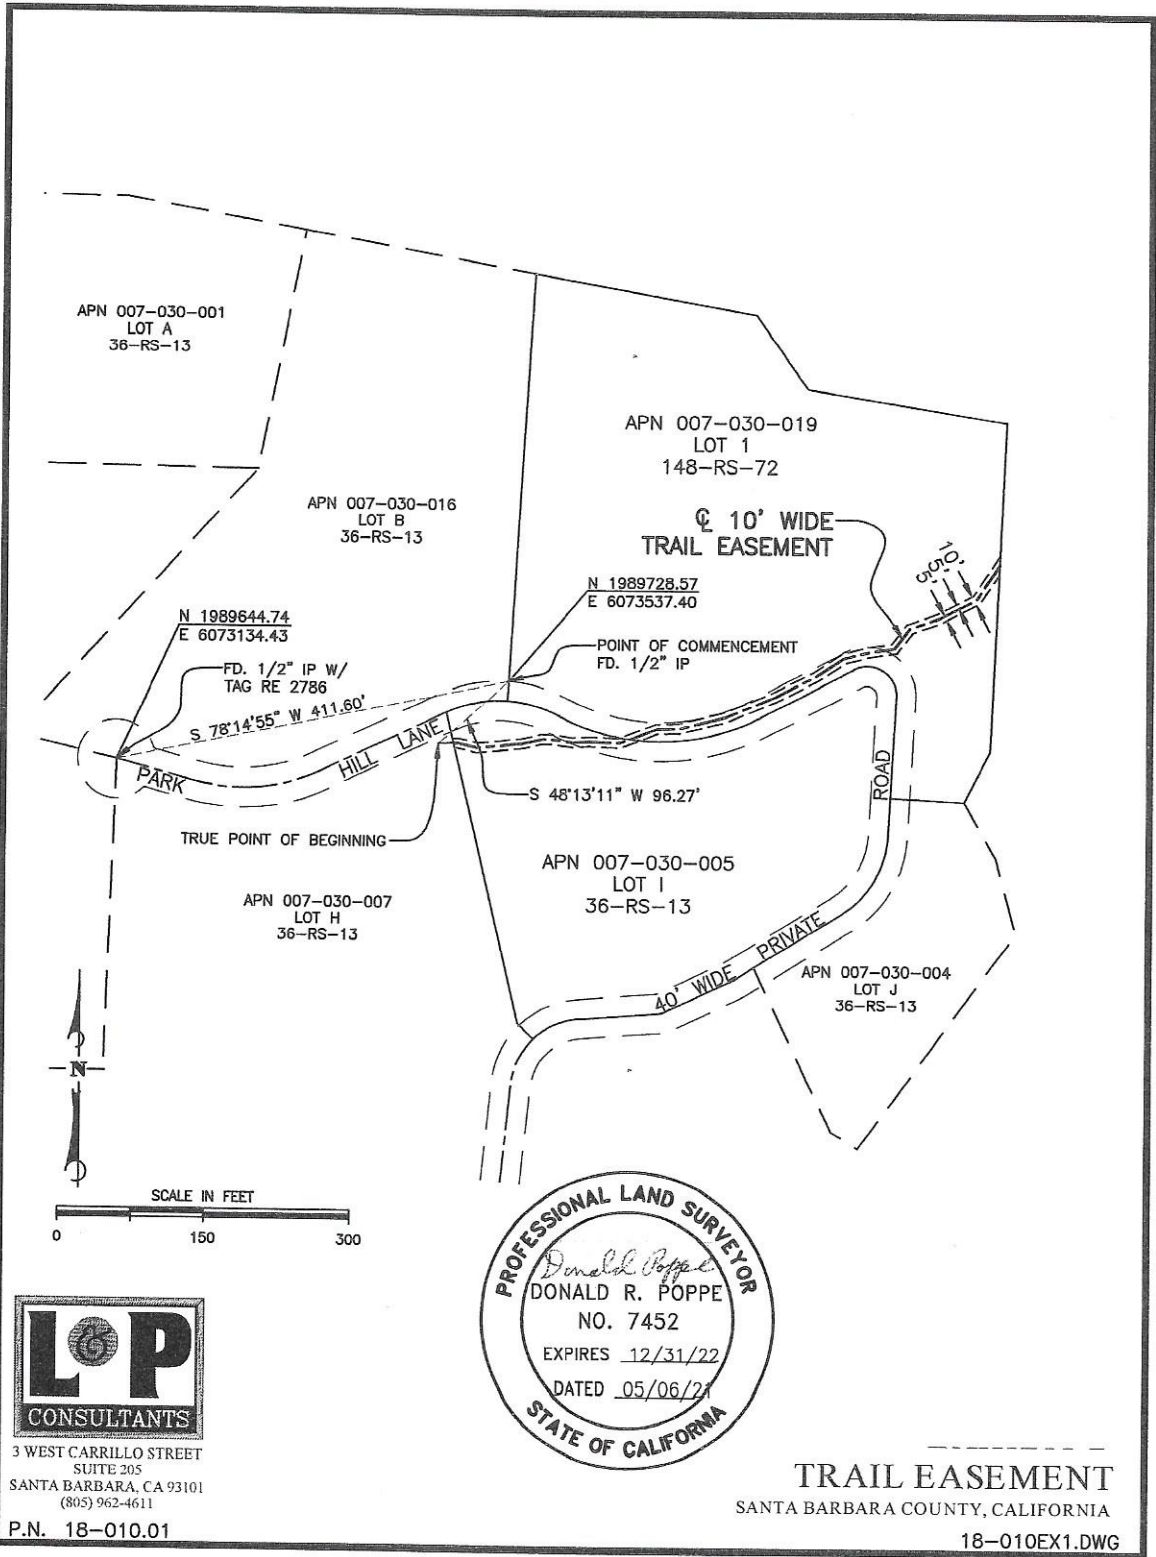 APN 007-030-001
LOT A
36-RS-13
APN 007-030-019
LOT 1
148-RS-72
APN 007-030-016
LOT B
36-RS-13
℄ 10' WIDE
TRAIL EASEMENT
10'
5'
5'
N 1989728.57
E 6073537.40
N 1989644.74
E 6073134.43
POINT OF COMMENCEMENT
FD. 1/2" IP
FD. 1/2" IP W/
TAG RE 2786
S 78°14'55" W 411.60'
PARK HILL LANE
S 48°13'11" W 96.27'
TRUE POINT OF BEGINNING
APN 007-030-005
LOT I
36-RS-13
APN 007-030-007
LOT H
36-RS-13
40' WIDE PRIVATE ROAD
APN 007-030-004
LOT J
36-RS-13
N
SCALE IN FEET
0 150 300
PROFESSIONAL LAND SURVEYOR
Donald Poppe
DONALD R. POPPE
NO. 7452
EXPIRES 12/31/22
DATED 05/06/21
STATE OF CALIFORNIA
L&P
CONSULTANTS
3 WEST CARRILLO STREET
SUITE 205
SANTA BARBARA, CA 93101
(805) 962-4611
P.N. 18-010.01
TRAIL EASEMENT
SANTA BARBARA COUNTY, CALIFORNIA
18-010EX1.DWG